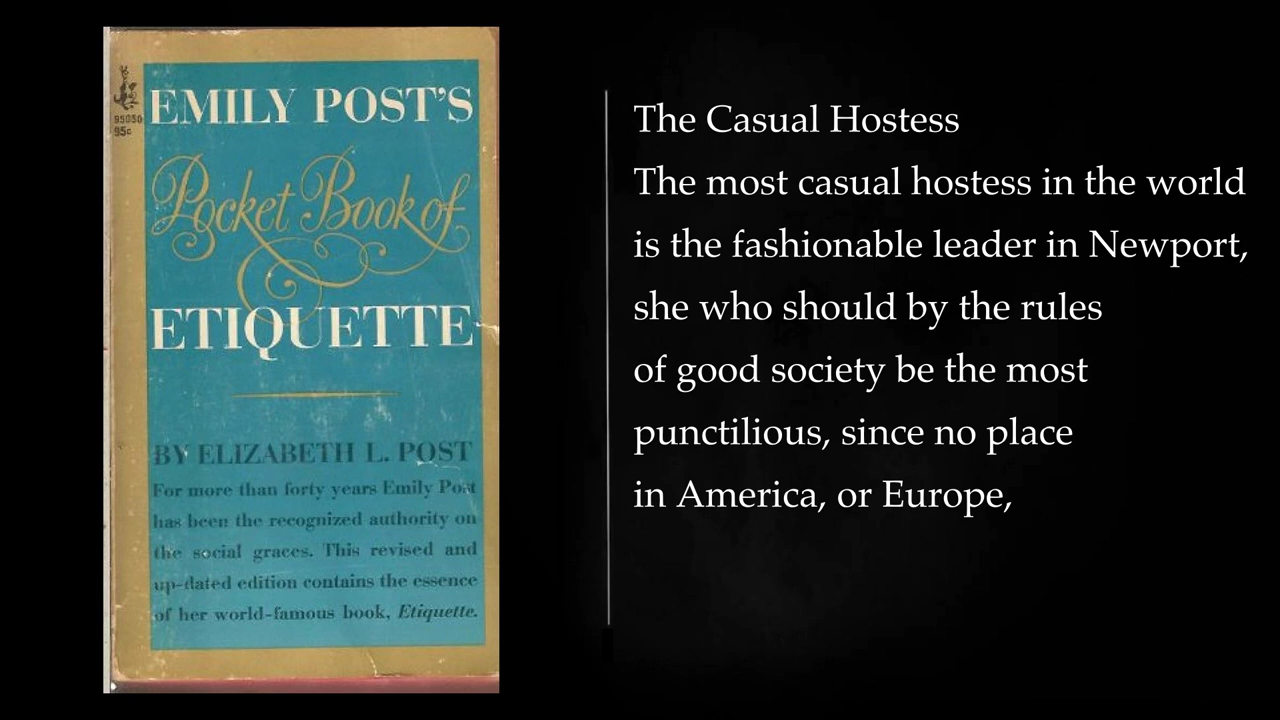 95050
95c
EMILY POST'S
Pocket Book of
ETIQUETTE
BY ELIZABETH L. POST
For more than forty years Emily Post
has been the recognized authority on
the social graces. This revised and
up-dated edition contains the essence
of her world-famous book, Etiquette.
The Casual Hostess
The most casual hostess in the world
is the fashionable leader in Newport,
she who should by the rules
of good society be the most
punctilious, since no place
in America, or Europe,